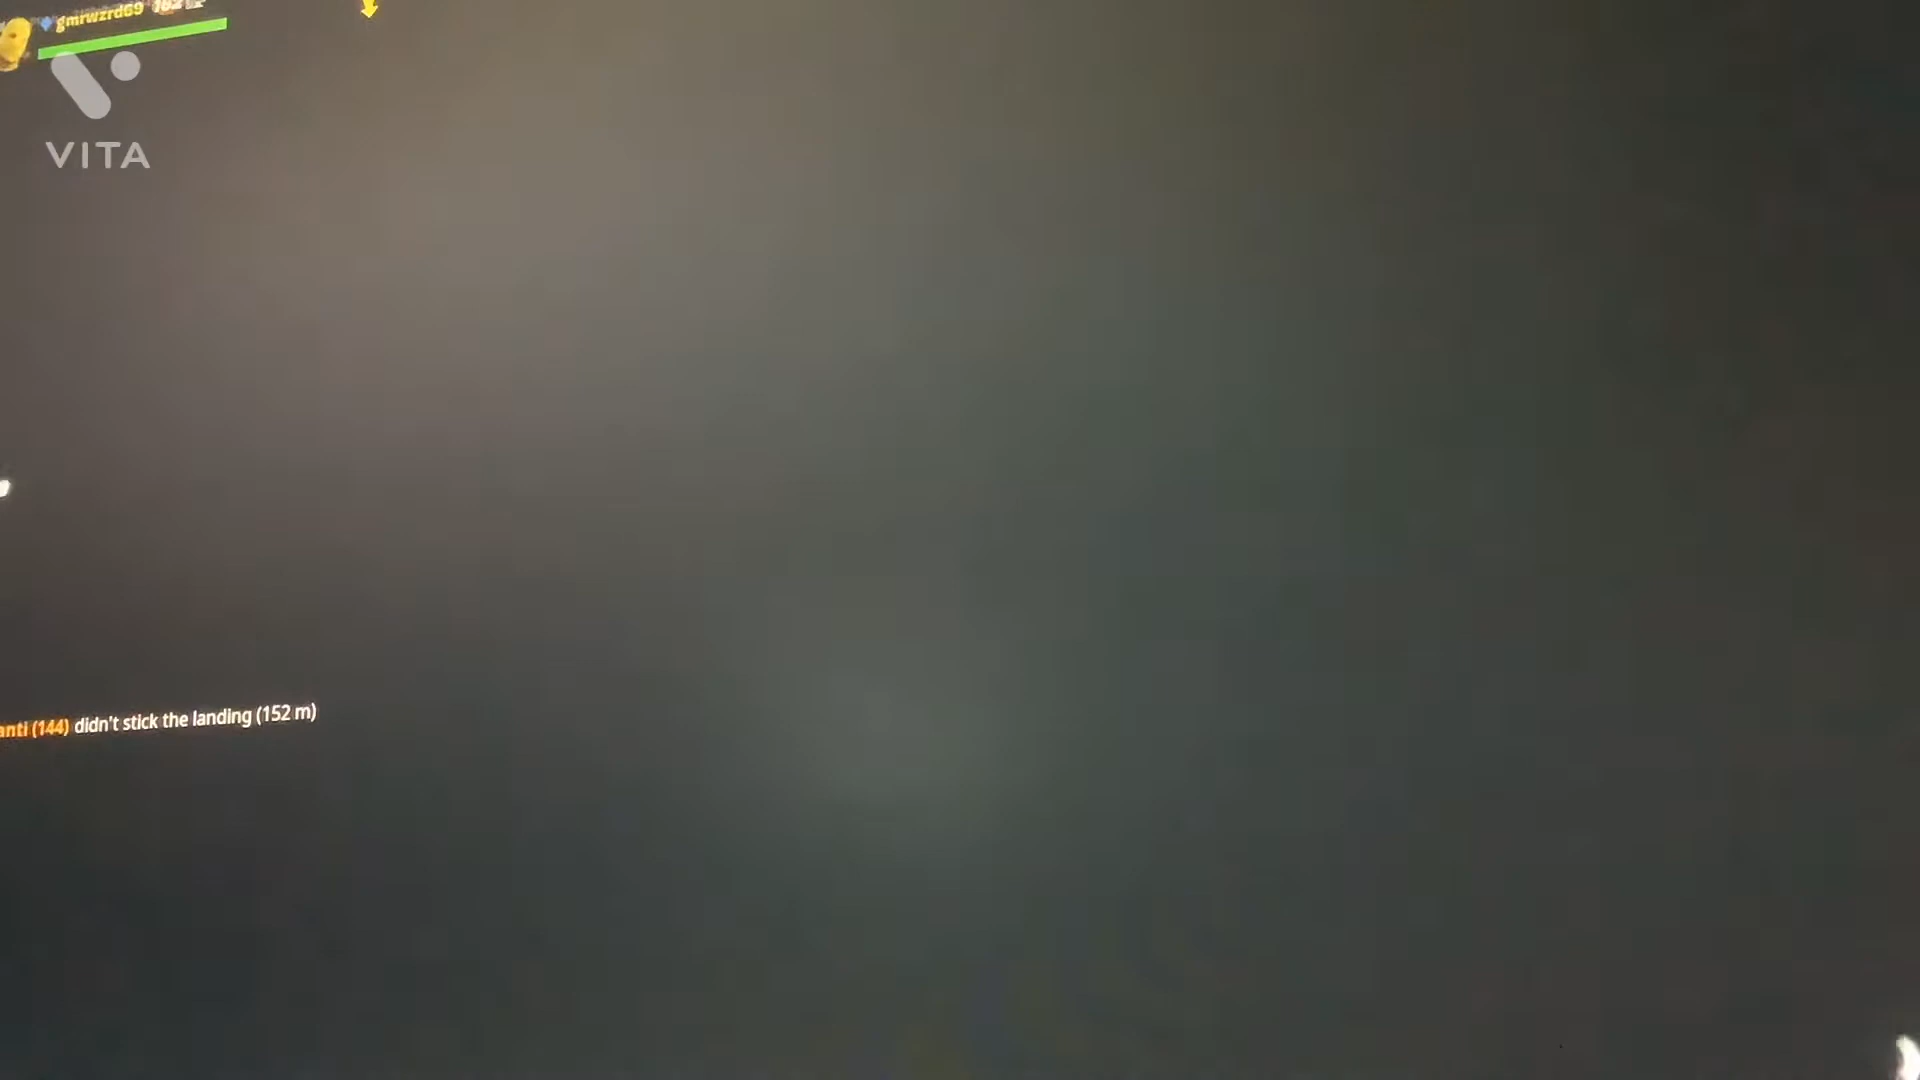 gmrwzrd69
VITA
anti (144) didn't stick the landing (152 m)